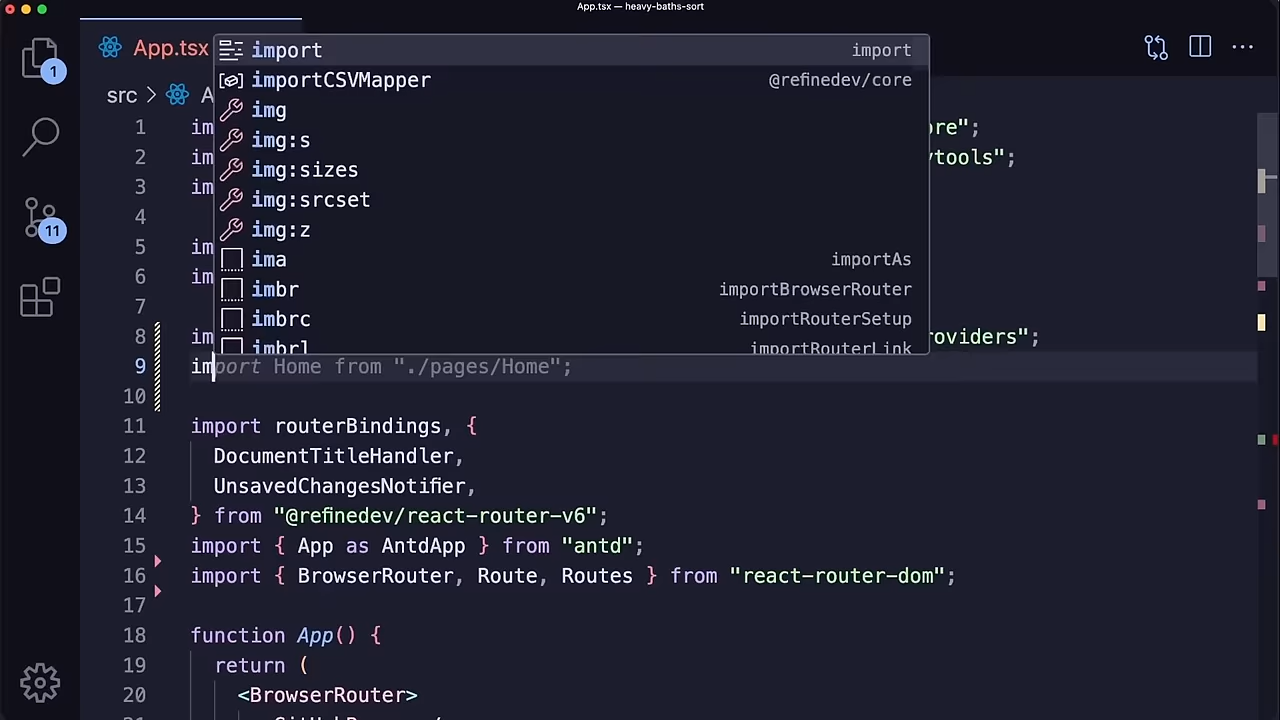 App.tsx — heavy-baths-sort
App.tsx
src > A
1
11
import import
importCSVMapper @refinedev/core
img
img:s
img:sizes
img:srcset
img:z
ima importAs
imbr importBrowserRouter
imbrc importRouterSetup
imbrl importRouterLink
1 im ore";
2 im vtools";
3 im
4
5 im
6 im
7
8 im roviders";
9 import Home from "./pages/Home";
10
11 import routerBindings, {
12 DocumentTitleHandler,
13 UnsavedChangesNotifier,
14 } from "@refinedev/react-router-v6";
15 import { App as AntdApp } from "antd";
16 import { BrowserRouter, Route, Routes } from "react-router-dom";
17
18 function App() {
19 return (
20 <BrowserRouter>